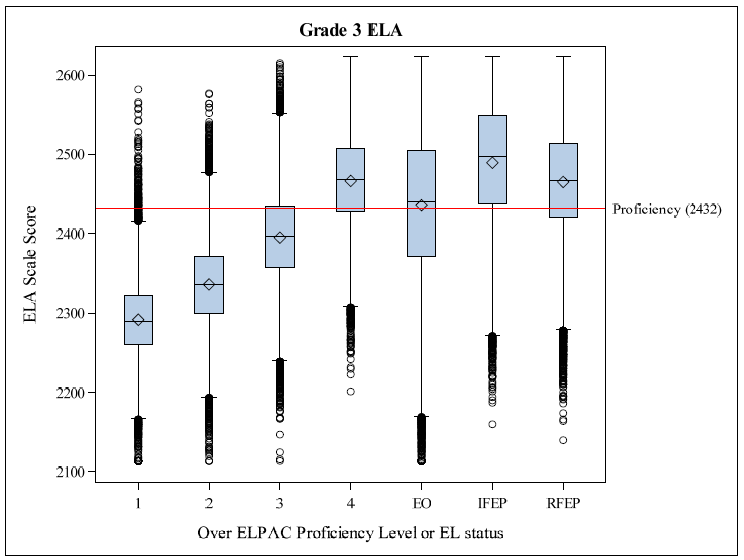 Grade 3 ELA
2600
2500
2400
2300
2200
2100
ELA Scale Score
Proficiency (2432)
1 2 3 4 EO IFEP RFEP
Over ELPAC Proficiency Level or EL status